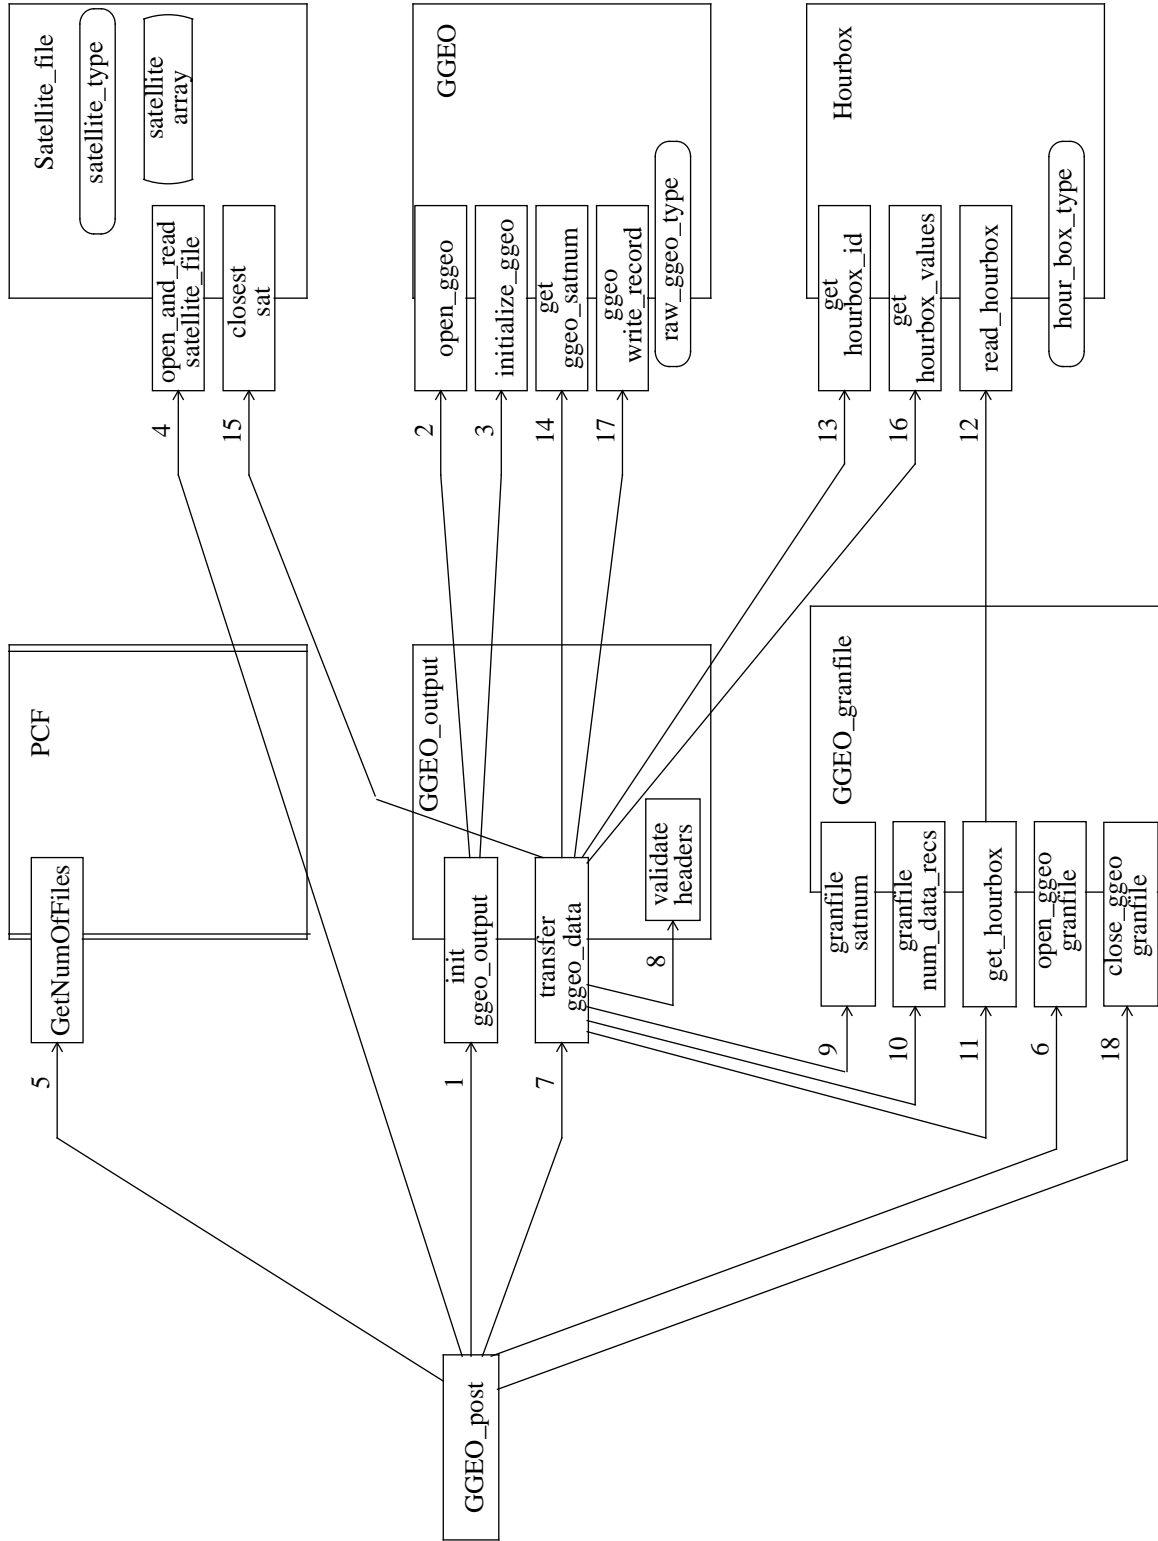 GGEO_post
5
1
7
6
18
PCF
GetNumOfFiles
GGEO_output
init
ggeo_output
transfer
ggeo_data
8
validate
headers
GGEO_granfile
9
granfile
satnum
10
granfile
num_data_recs
11
get_hourbox
open_ggeo
granfile
close_ggeo
granfile
Satellite_file
satellite_type
satellite
array
4
open_and_read
satellite_file
15
closest
sat
GGEO
2
open_ggeo
3
initialize_ggeo
14
get
ggeo_satnum
17
ggeo
write_record
raw_ggeo_type
Hourbox
13
get
hourbox_id
16
get
hourbox_values
12
read_hourbox
hour_box_type